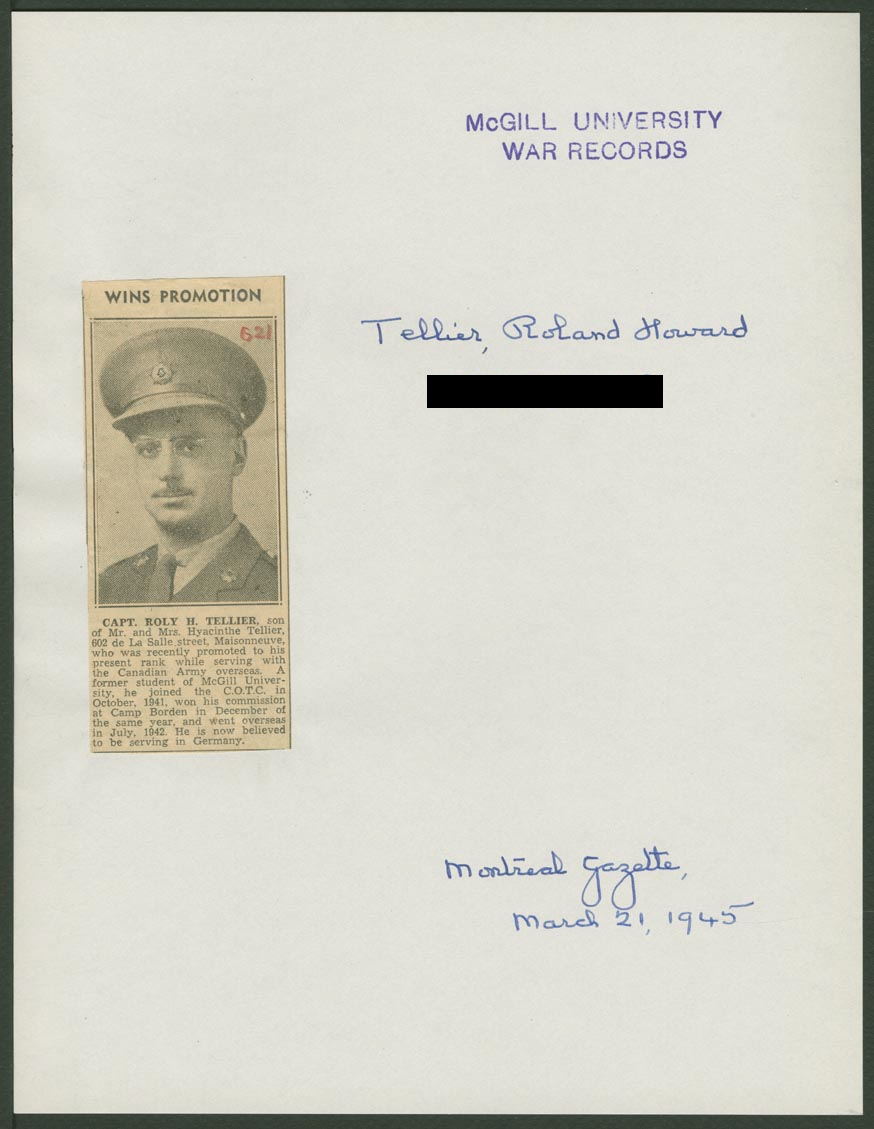 McGILL UNIVERSITY
WAR RECORDS
WINS PROMOTION
621
Tellier, Roland Howard
CAPT. ROLY H. TELLIER, son
of Mr. and Mrs. Hyacinthe Tellier,
602 de La Salle street, Maisonneuve,
who was recently promoted to his
present rank while serving with
the Canadian Army overseas. A
former student of McGill Univer-
sity, he joined the C.O.T.C. in
October, 1941, won his commission
at Camp Borden in December of
the same year, and went overseas
in July, 1942. He is now believed
to be serving in Germany.
Montreal Gazette,
March 21, 1945